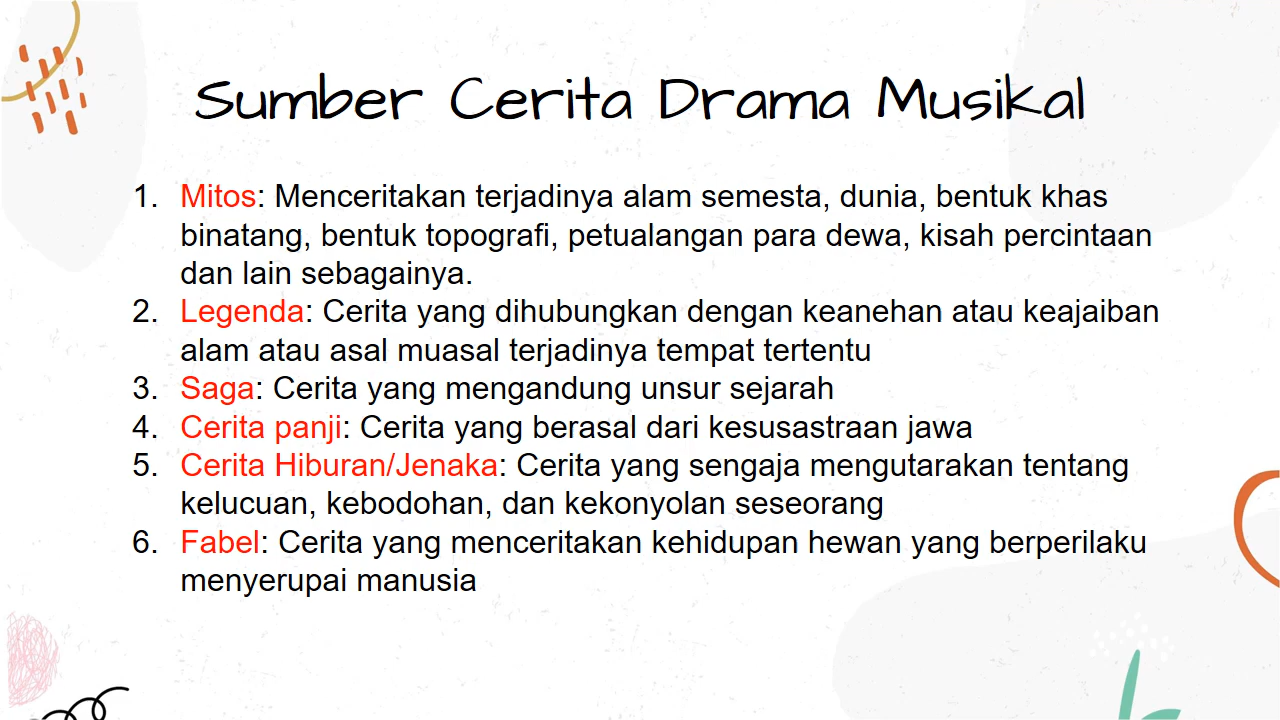 Sumber Cerita Drama Musikal
1. Mitos: Menceritakan terjadinya alam semesta, dunia, bentuk khas
binatang, bentuk topografi, petualangan para dewa, kisah percintaan
dan lain sebagainya.
2. Legenda: Cerita yang dihubungkan dengan keanehan atau keajaiban
alam atau asal muasal terjadinya tempat tertentu
3. Saga: Cerita yang mengandung unsur sejarah
4. Cerita panji: Cerita yang berasal dari kesusastraan jawa
5. Cerita Hiburan/Jenaka: Cerita yang sengaja mengutarakan tentang
kelucuan, kebodohan, dan kekonyolan seseorang
6. Fabel: Cerita yang menceritakan kehidupan hewan yang berperilaku
menyerupai manusia